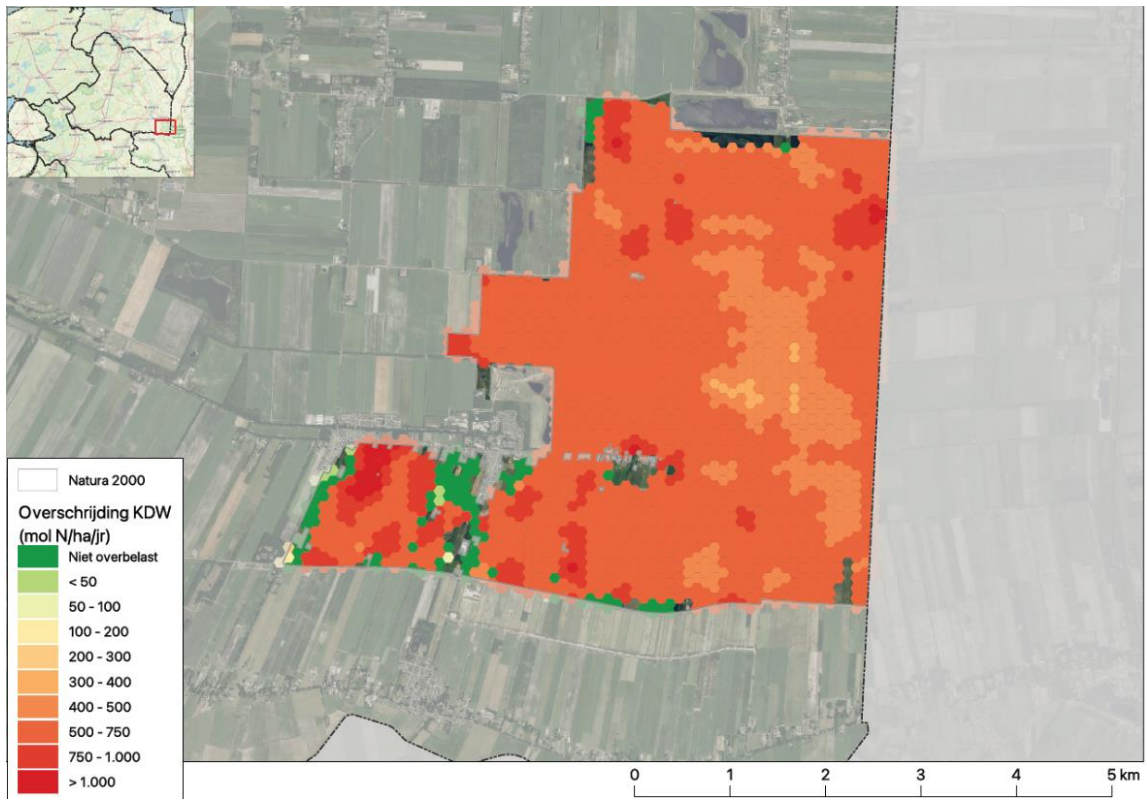 Natura 2000
Overschrijding KDW
(mol N/ha/jr)
Niet overbelast
< 50
50 - 100
100 - 200
200 - 300
300 - 400
400 - 500
500 - 750
750 - 1.000
> 1.000
0 1 2 3 4 5 km